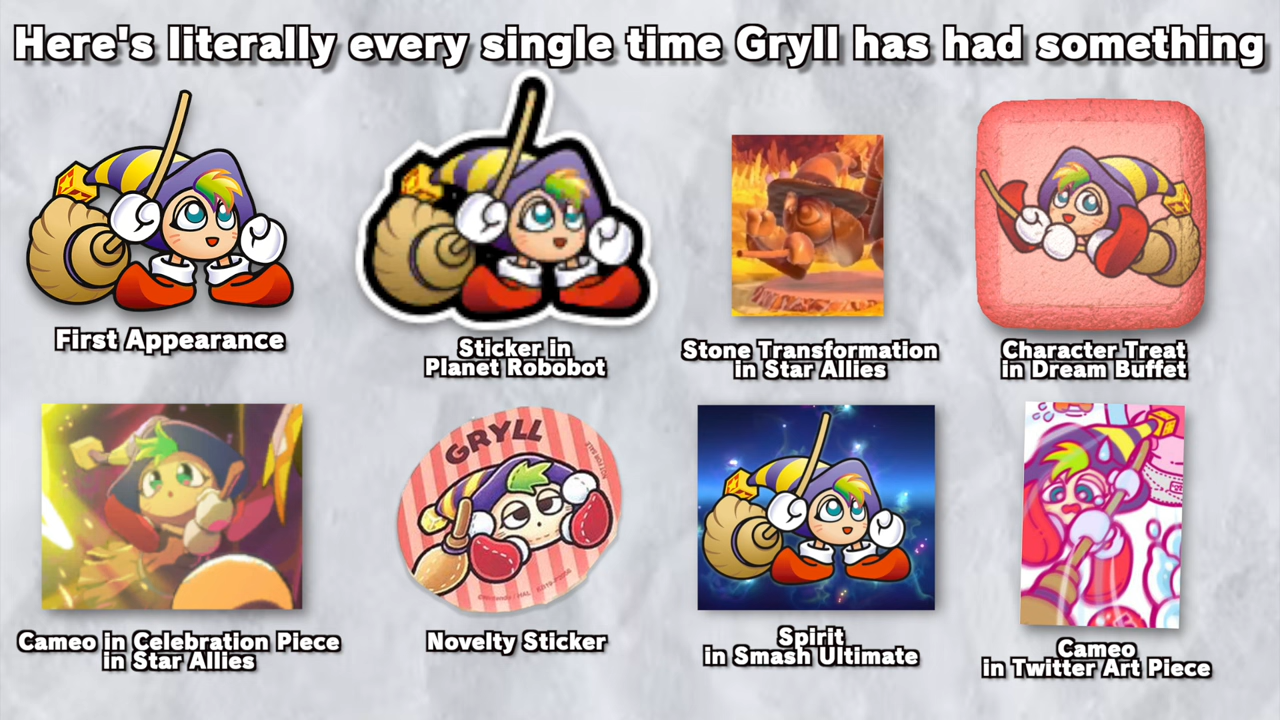 Here's literally every single time Gryll has had something
First Appearance
Sticker in
Planet Robobot
Stone Transformation
in Star Allies
Character Treat
in Dream Buffet
GRYLL
Cameo in Celebration Piece
in Star Allies
Novelty Sticker
Spirit
in Smash Ultimate
Cameo
in Twitter Art Piece